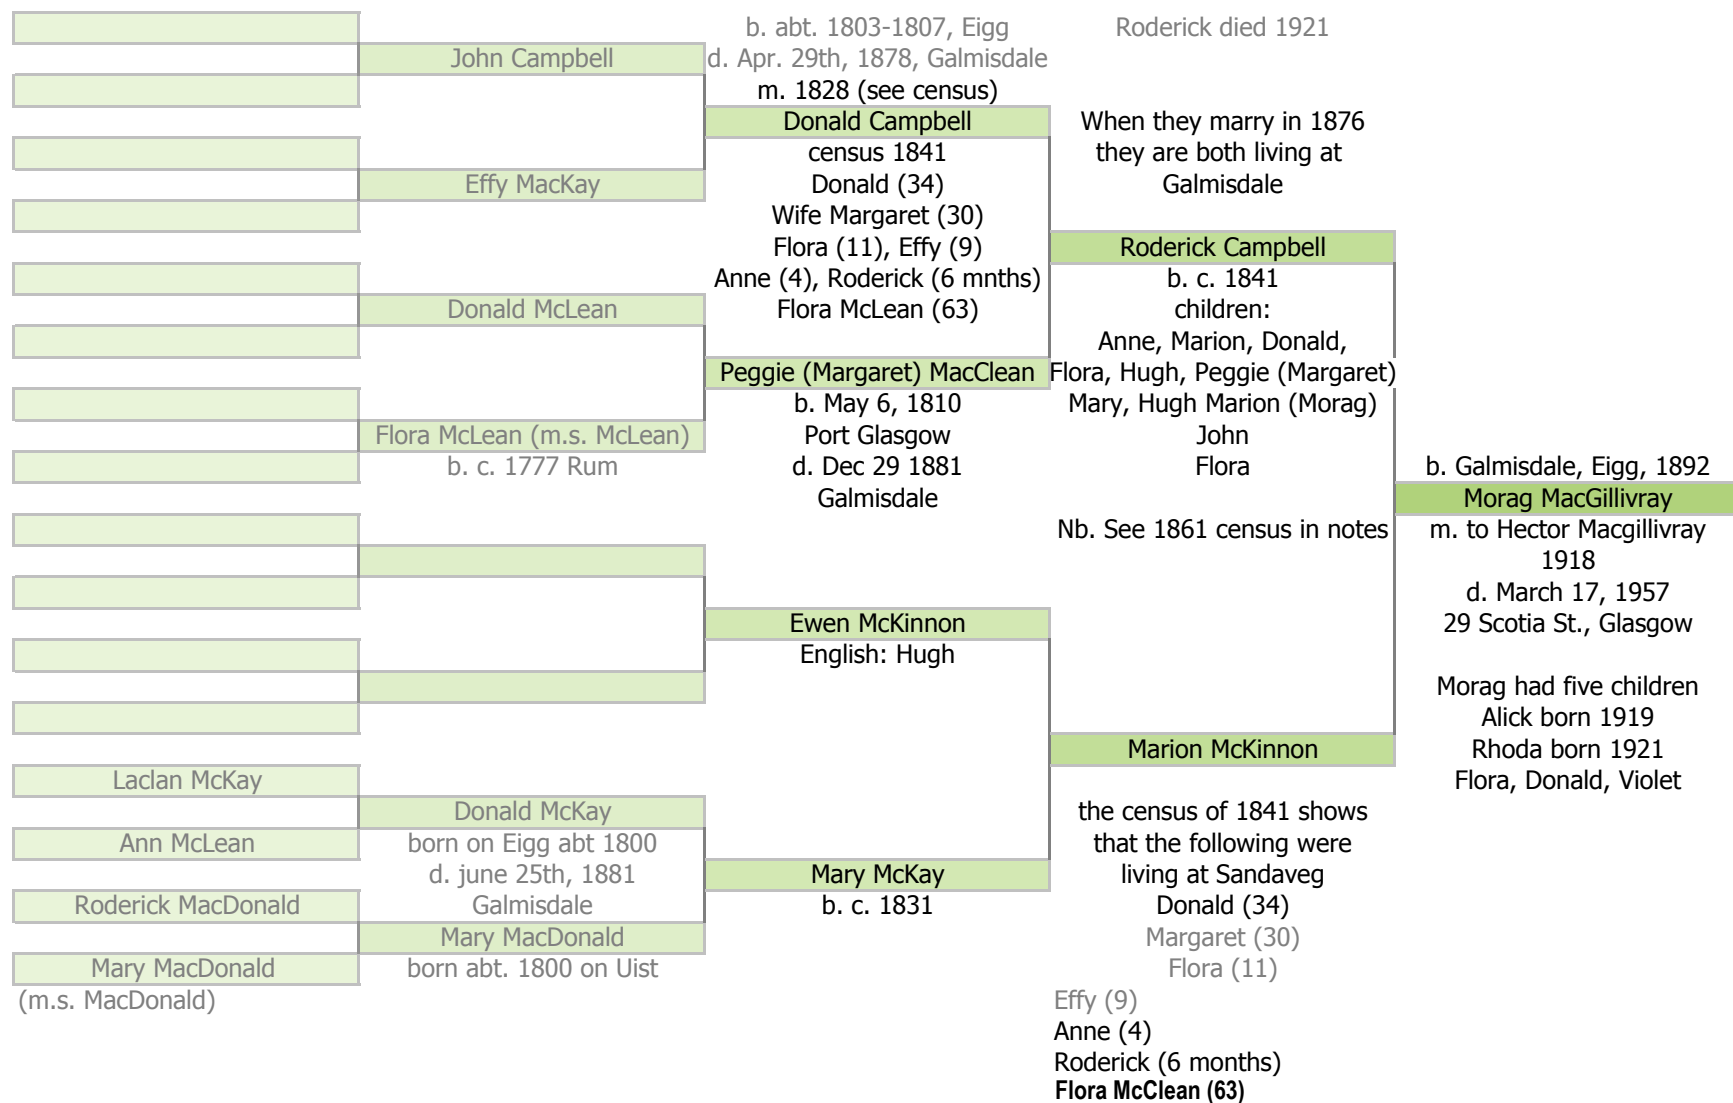 John Campbell
Effy MacKay
Donald McLean
Flora McLean (m.s. McLean)
b. c. 1777 Rum
Laclan McKay
Ann McLean
Roderick MacDonald
Mary MacDonald
(m.s. MacDonald)
Donald McKay
born on Eigg abt 1800
d. june 25th, 1881
Galmisdale
Mary MacDonald
born abt. 1800 on Uist
b. abt. 1803-1807, Eigg
d. Apr. 29th, 1878, Galmisdale
m. 1828 (see census)
Donald Campbell
census 1841
Donald (34)
Wife Margaret (30)
Flora (11), Effy (9)
Anne (4), Roderick (6 mnths)
Flora McLean (63)
Peggie (Margaret) MacClean
b. May 6, 1810
Port Glasgow
d. Dec 29 1881
Galmisdale
Ewen McKinnon
English: Hugh
Mary McKay
b. c. 1831
Roderick died 1921
When they marry in 1876
they are both living at
Galmisdale
Roderick Campbell
b. c. 1841
children:
Anne, Marion, Donald,
Flora, Hugh, Peggie (Margaret)
Mary, Hugh Marion (Morag)
John
Flora
Nb. See 1861 census in notes
Marion McKinnon
the census of 1841 shows
that the following were
living at Sandaveg
Donald (34)
Margaret (30)
Flora (11)
Effy (9)
Anne (4)
Roderick (6 months)
Flora McClean (63)
b. Galmisdale, Eigg, 1892
Morag MacGillivray
m. to Hector Macgillivray
1918
d. March 17, 1957
29 Scotia St., Glasgow
Morag had five children
Alick born 1919
Rhoda born 1921
Flora, Donald, Violet